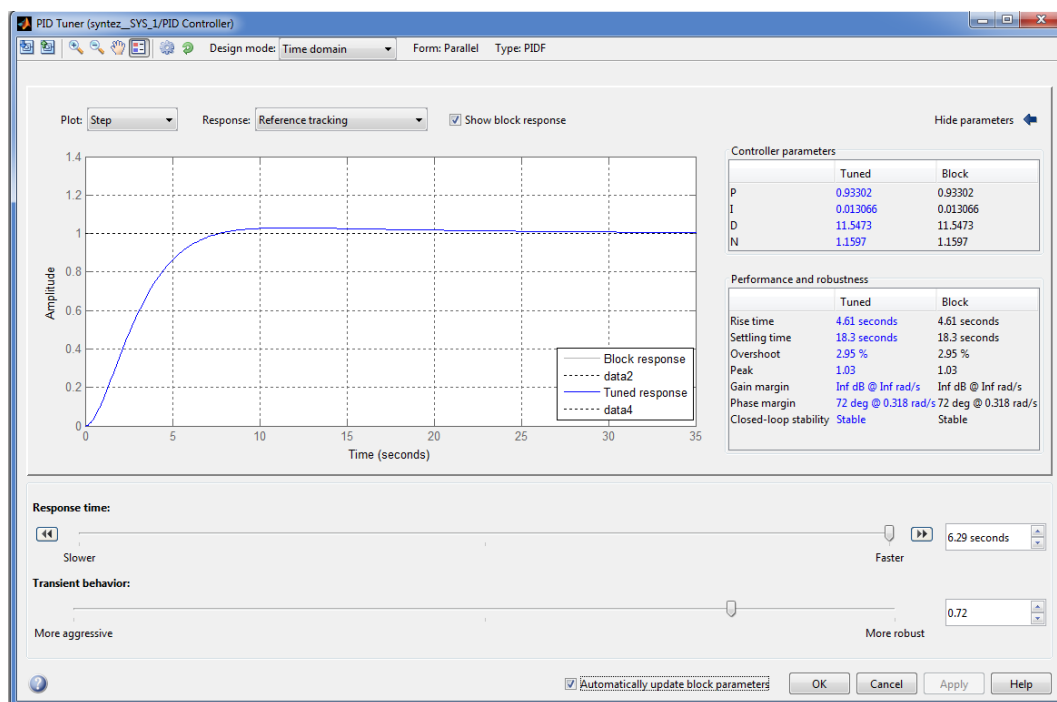 PID Tuner (syntez__SYS_1/PID Controller)
Design mode: Time domain Form: Parallel Type: PIDF
Plot: Step Response: Reference tracking Show block response Hide parameters
1.4
1.2
1
0.8
0.6
0.4
0.2
0
Amplitude
0 5 10 15 20 25 30 35
Time (seconds)
Block response
data2
Tuned response
data4
Controller parameters
Tuned Block
P 0.93302 0.93302
I 0.013066 0.013066
D 11.5473 11.5473
N 1.1597 1.1597
Performance and robustness
Tuned Block
Rise time 4.61 seconds 4.61 seconds
Settling time 18.3 seconds 18.3 seconds
Overshoot 2.95 % 2.95 %
Peak 1.03 1.03
Gain margin Inf dB @ Inf rad/s Inf dB @ Inf rad/s
Phase margin 72 deg @ 0.318 rad/s 72 deg @ 0.318 rad/s
Closed-loop stability Stable Stable
Response time:
6.29 seconds
Slower Faster
Transient behavior:
0.72
More aggressive More robust
Automatically update block parameters OK Cancel Apply Help